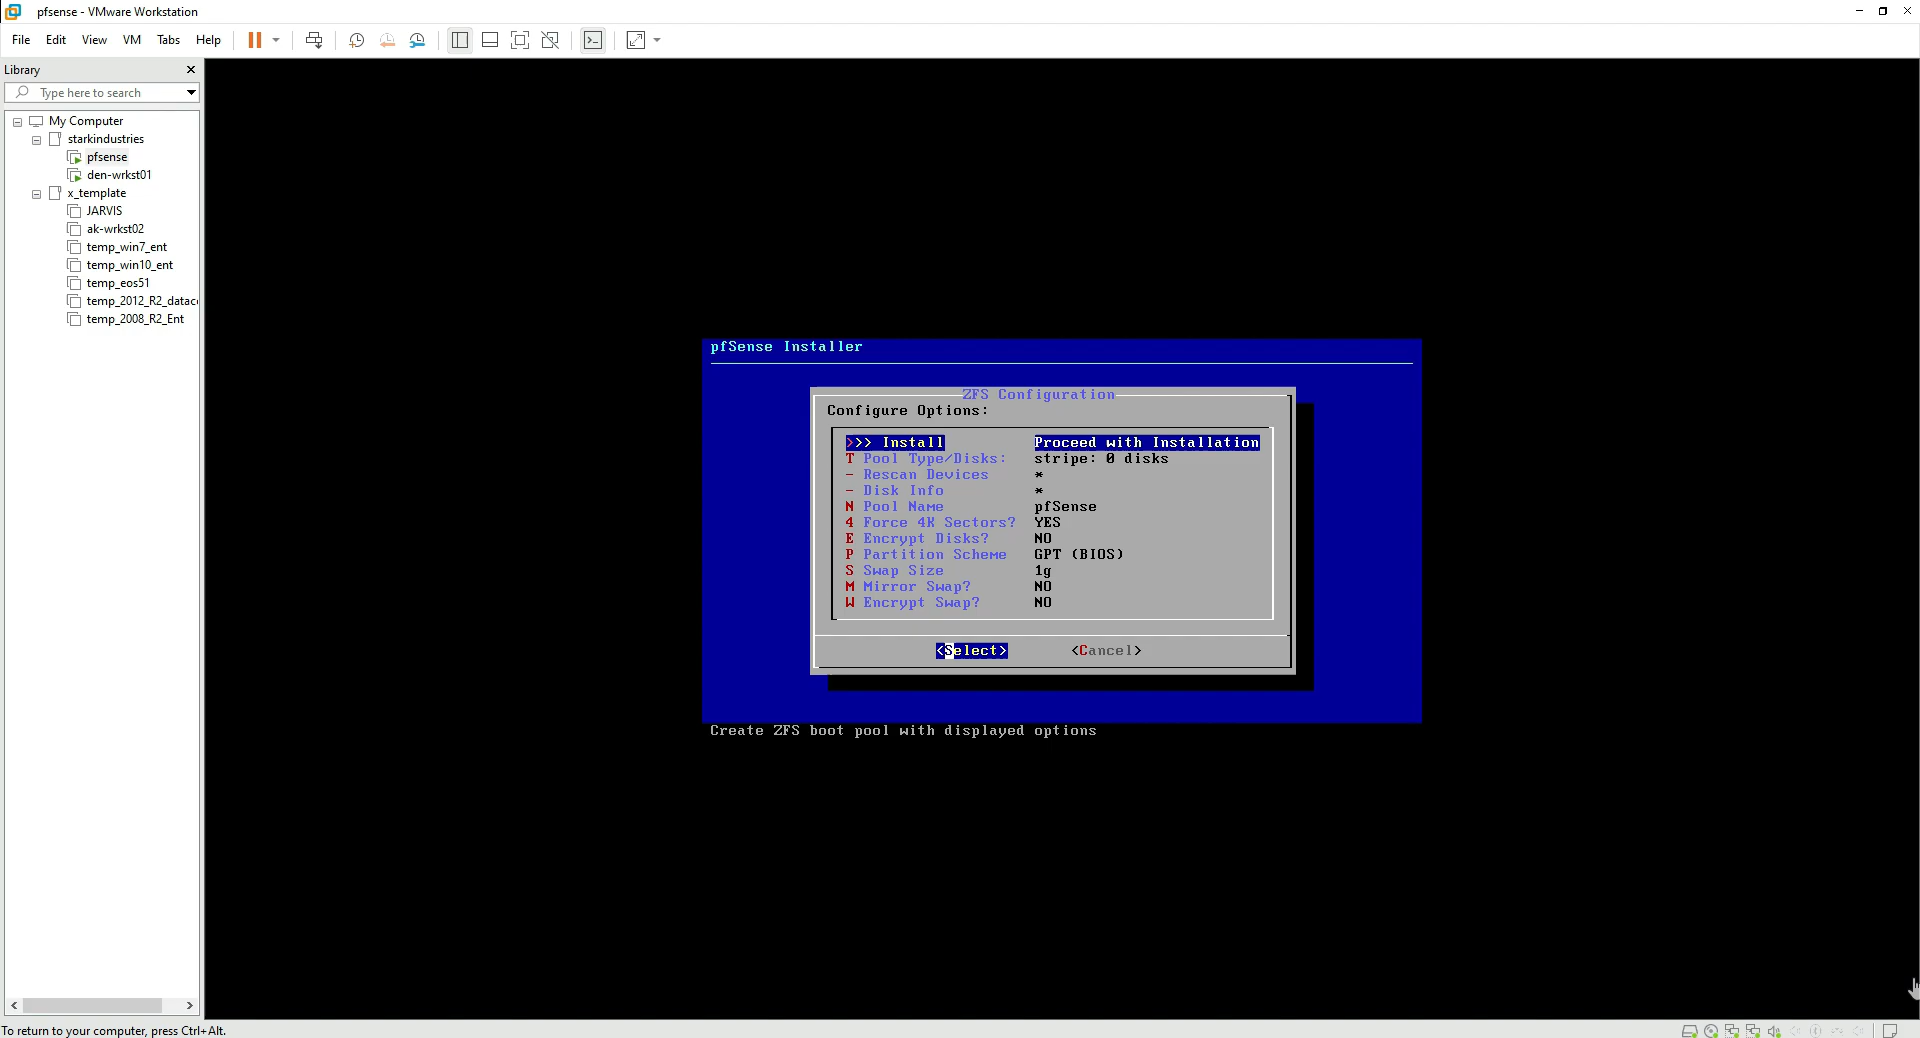 pfsense - VMware Workstation
File Edit View VM Tabs Help
Library
Type here to search
My Computer
starkindustries
pfsense
den-wrkst01
x_template
JARVIS
ak-wrkst02
temp_win7_ent
temp_win10_ent
temp_eos51
temp_2012_R2_datac
temp_2008_R2_Ent
pfSense Installer
ZFS Configuration
Configure Options:
>>> Install Proceed with Installation
T Pool Type/Disks: stripe: 0 disks
- Rescan Devices *
- Disk Info *
N Pool Name pfSense
4 Force 4K Sectors? YES
E Encrypt Disks? NO
P Partition Scheme GPT (BIOS)
S Swap Size 1g
M Mirror Swap? NO
W Encrypt Swap? NO
<Select> <Cancel>
Create ZFS boot pool with displayed options
To return to your computer, press Ctrl+Alt.